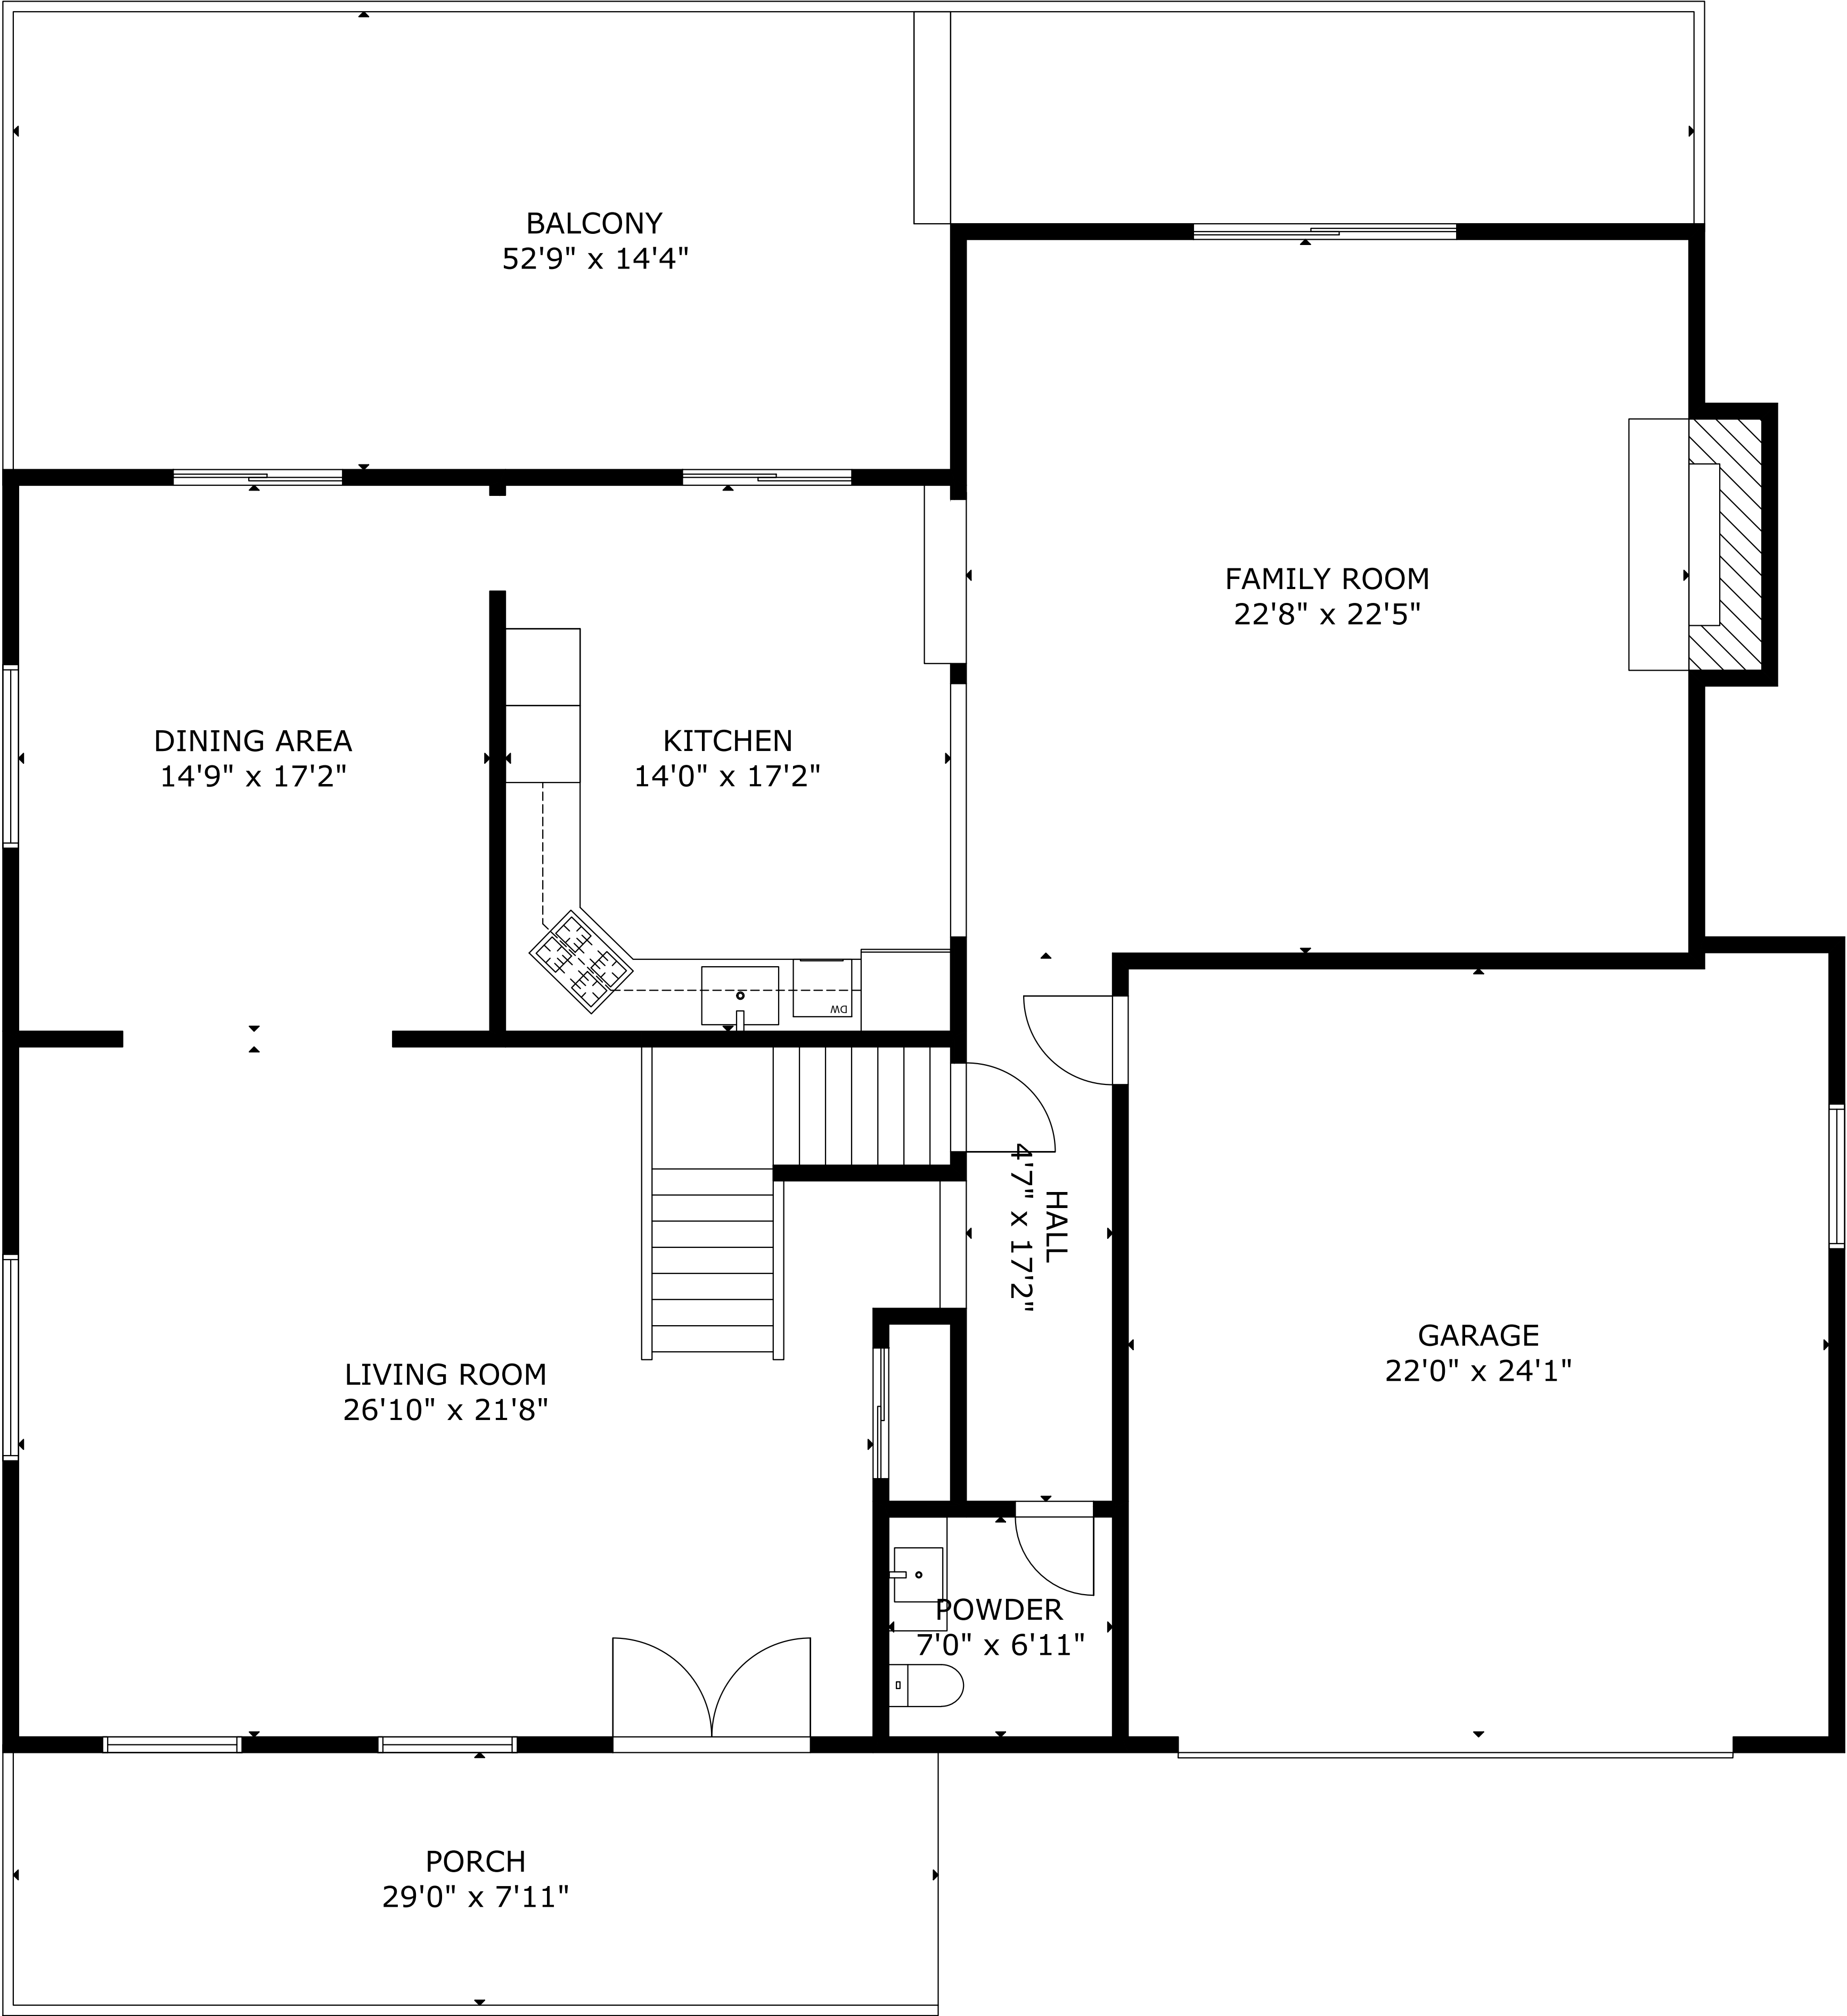 BALCONY
52'9" x 14'4"
FAMILY ROOM
22'8" x 22'5"
DINING AREA
14'9" x 17'2"
KITCHEN
14'0" x 17'2"
DW
HALL
4'7" x 17'2"
GARAGE
22'0" x 24'1"
LIVING ROOM
26'10" x 21'8"
POWDER
7'0" x 6'11"
PORCH
29'0" x 7'11"